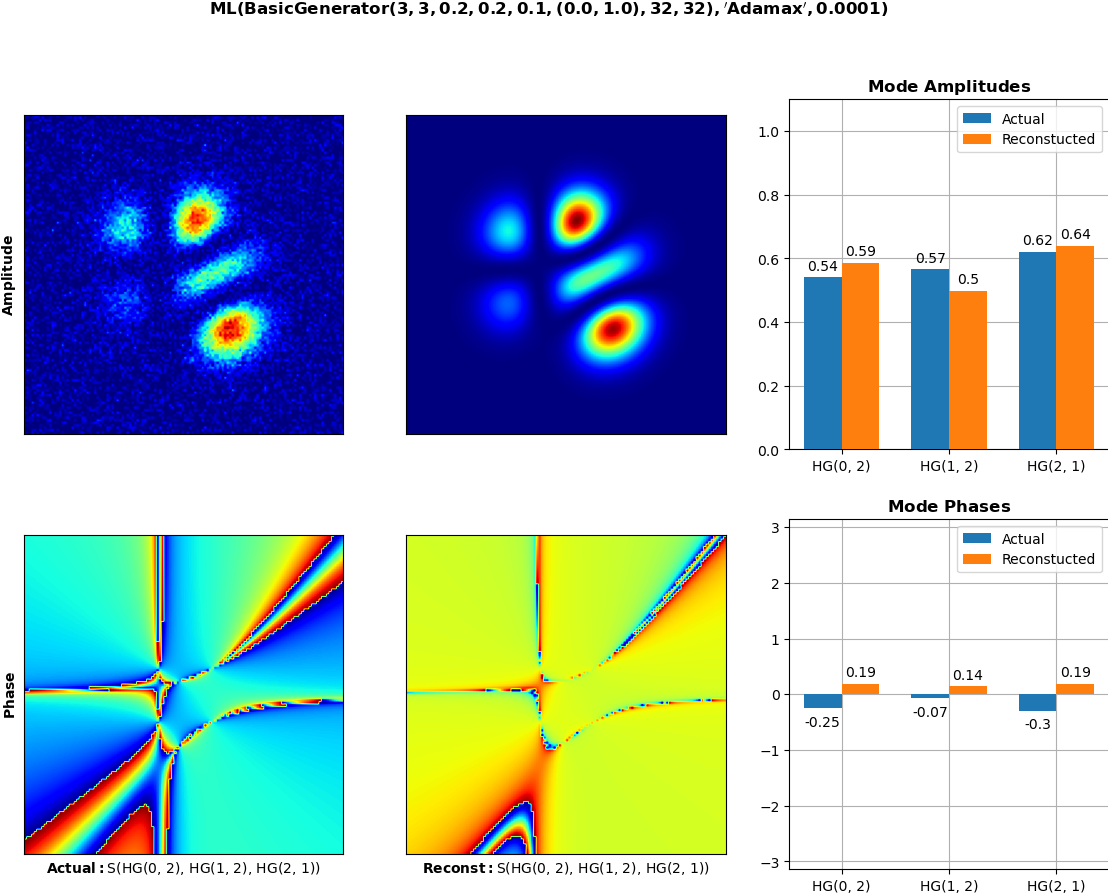 ML(BasicGenerator(3, 3, 0.2, 0.2, 0.1, (0.0, 1.0), 32, 32), ′Adamax′, 0.0001)
Amplitude
Mode Amplitudes
Actual
Reconstucted
1.0
0.8
0.6
0.4
0.2
0.0
0.54
0.59
0.57
0.5
0.62
0.64
HG(0, 2)
HG(1, 2)
HG(2, 1)
Phase
Actual: S(HG(0, 2), HG(1, 2), HG(2, 1))
Reconst: S(HG(0, 2), HG(1, 2), HG(2, 1))
Mode Phases
Actual
Reconstucted
3
2
1
0
−1
−2
−3
-0.25
0.19
-0.07
0.14
-0.3
0.19
HG(0, 2)
HG(1, 2)
HG(2, 1)